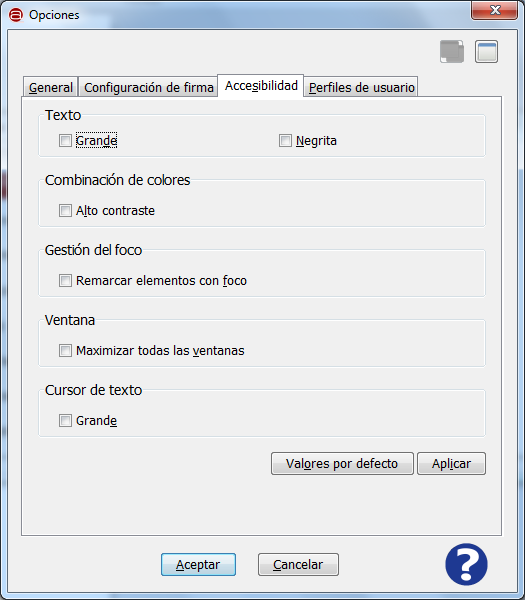 Opciones
General Configuración de firma Accesibilidad Perfiles de usuario
Texto
Grande Negrita
Combinación de colores
Alto contraste
Gestión del foco
Remarcar elementos con foco
Ventana
Maximizar todas las ventanas
Cursor de texto
Grande
Valores por defecto Aplicar
Aceptar Cancelar ?